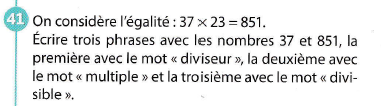 41 On considère l'égalité : 37 × 23 = 851.
Écrire trois phrases avec les nombres 37 et 851, la
première avec le mot « diviseur », la deuxième avec
le mot « multiple » et la troisième avec le mot « divi-
sible ».